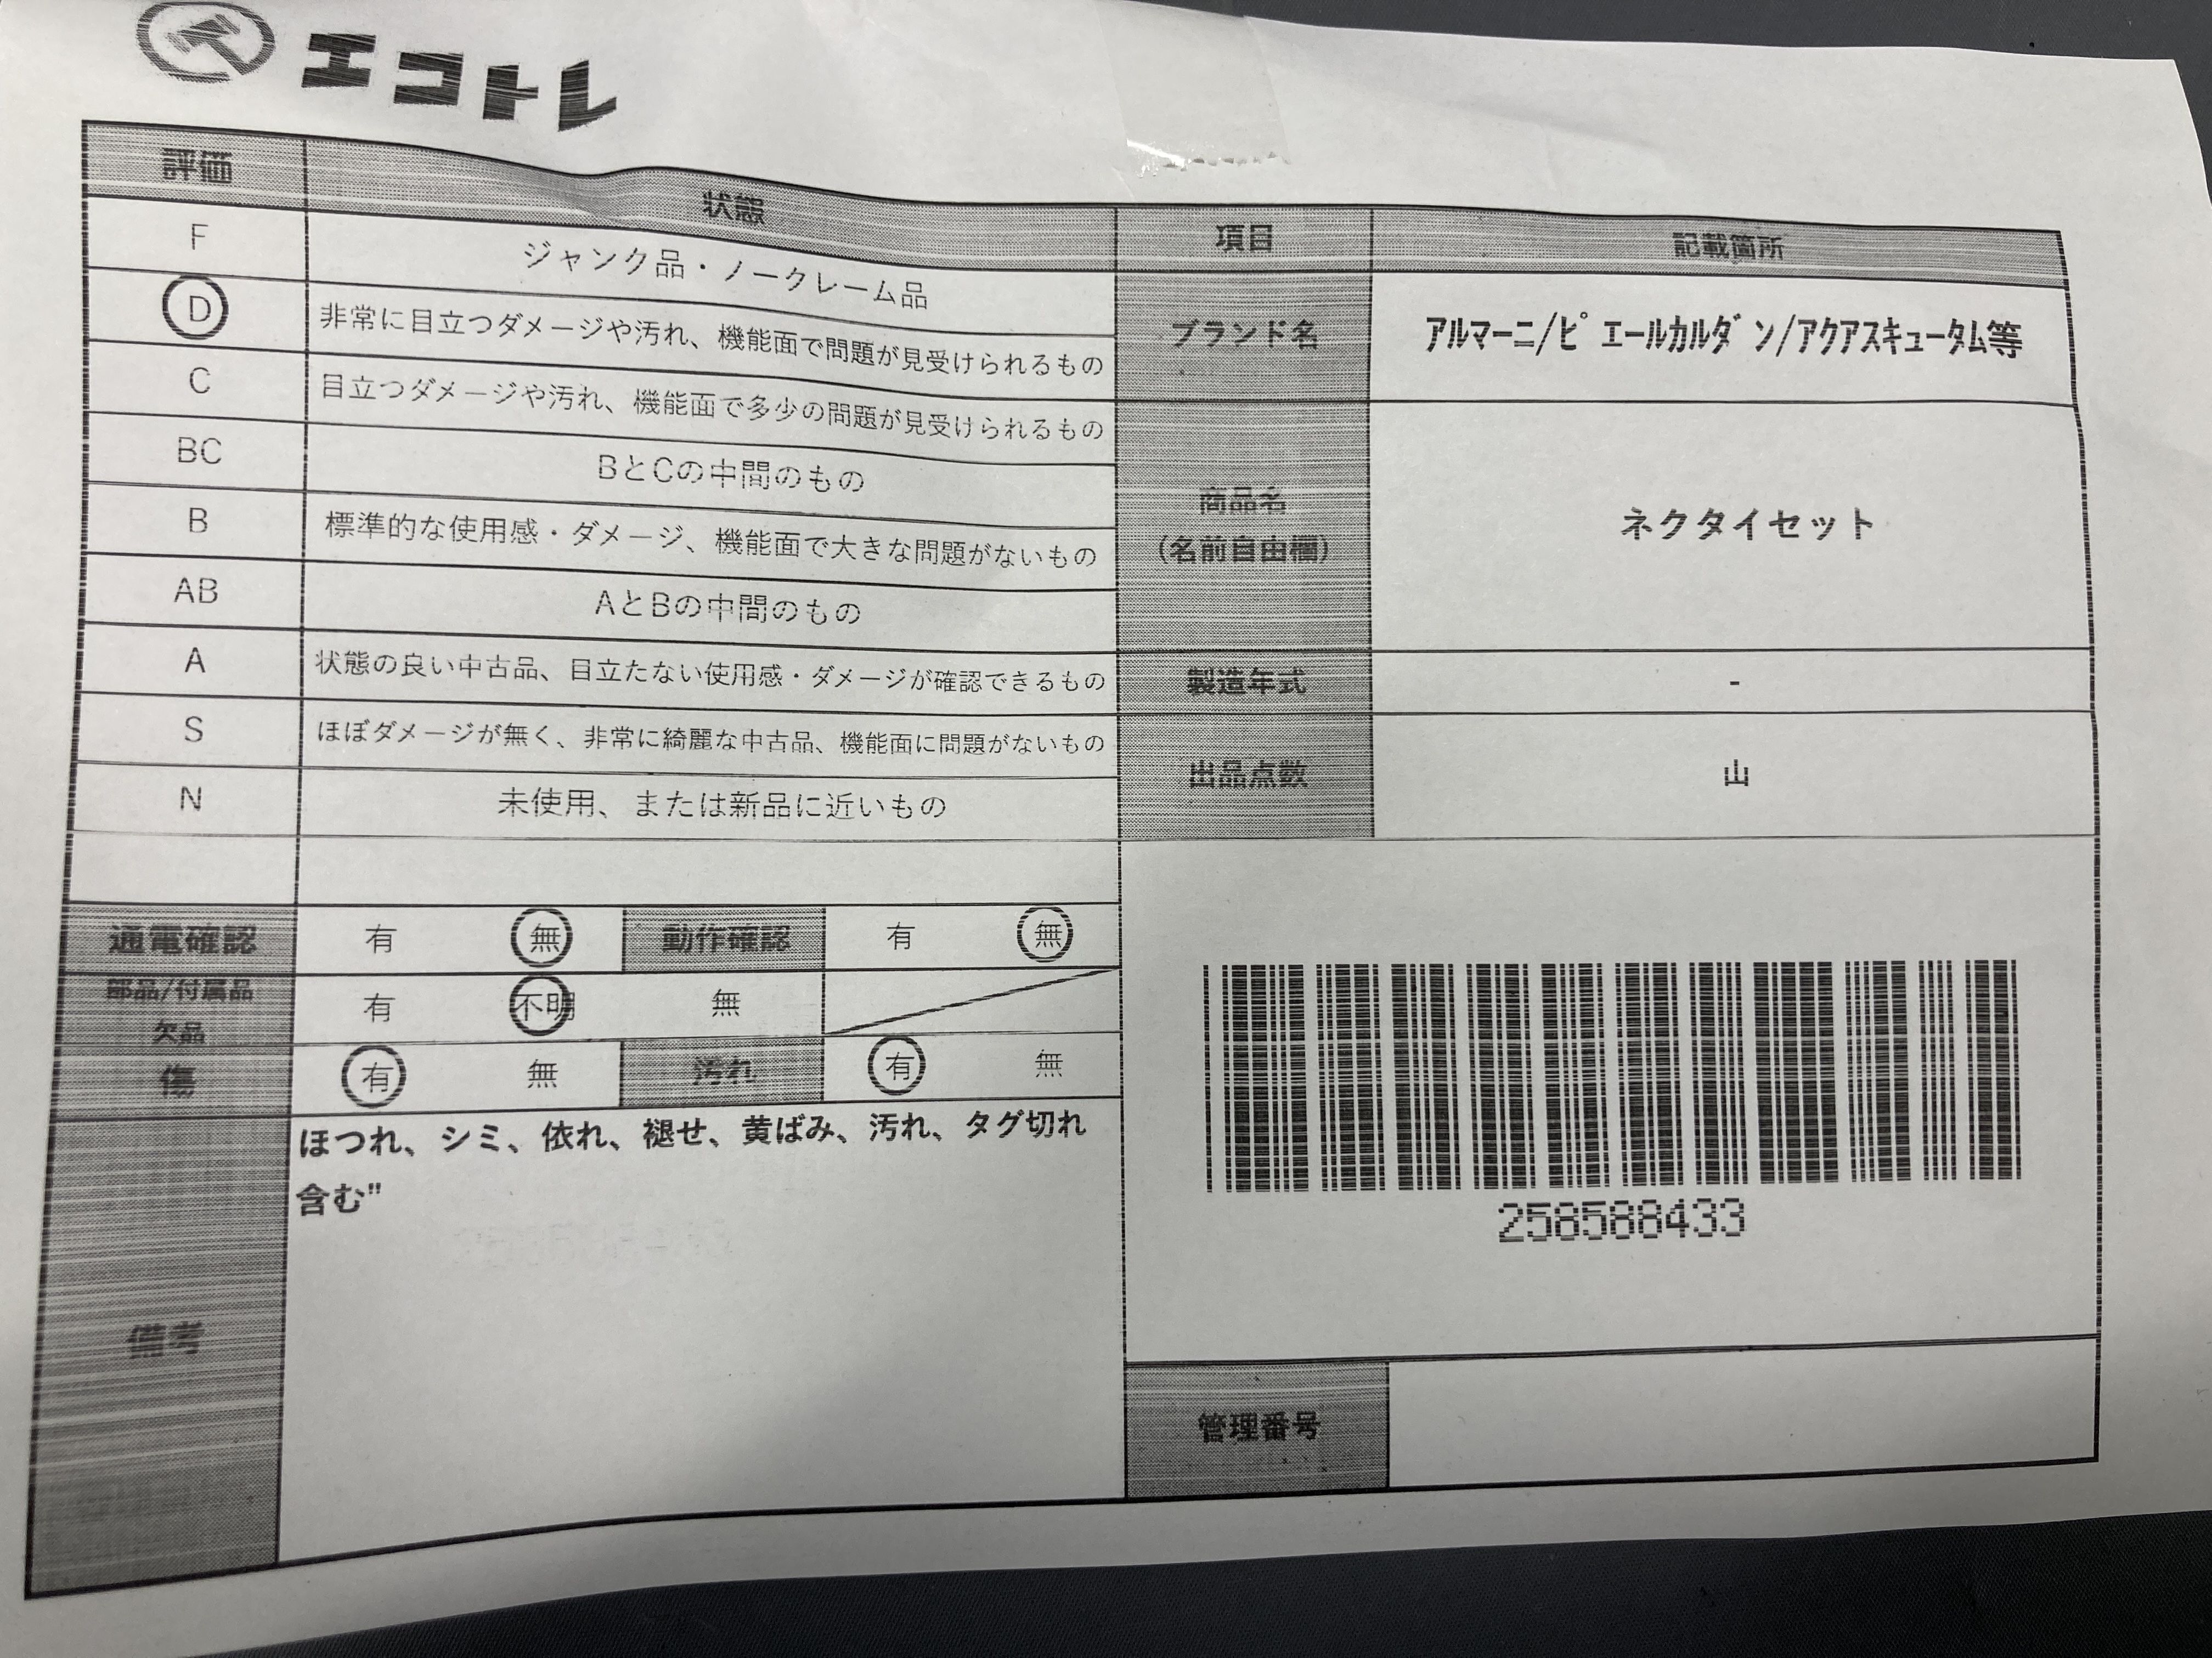 エコトレ
評価 状態
F ジャンク品・ノークレーム品
D 非常に目立つダメージや汚れ、機能面で問題が見受けられるもの
C 目立つダメージや汚れ、機能面で多少の問題が見受けられるもの
BC BとCの中間のもの
B 標準的な使用感・ダメージ、機能面で大きな問題がないもの
AB AとBの中間のもの
A 状態の良い中古品、目立たない使用感・ダメージが確認できるもの
S ほぼダメージが無く、非常に綺麗な中古品、機能面に問題がないもの
N 未使用、または新品に近いもの
通電確認 有 無 動作確認 有 無
部品/付属品
欠品 有 不明 無
傷 有 無 汚れ 有 無
備考
ほつれ、シミ、依れ、褪せ、黄ばみ、汚れ、タグ切れ
含む"
項目 記載箇所
ブランド名 アルマーニ/ピエールカルダン/アクアスキュータム等
商品名
(名前自由欄) ネクタイセット
製造年式 -
出品点数 山
258588433
管理番号